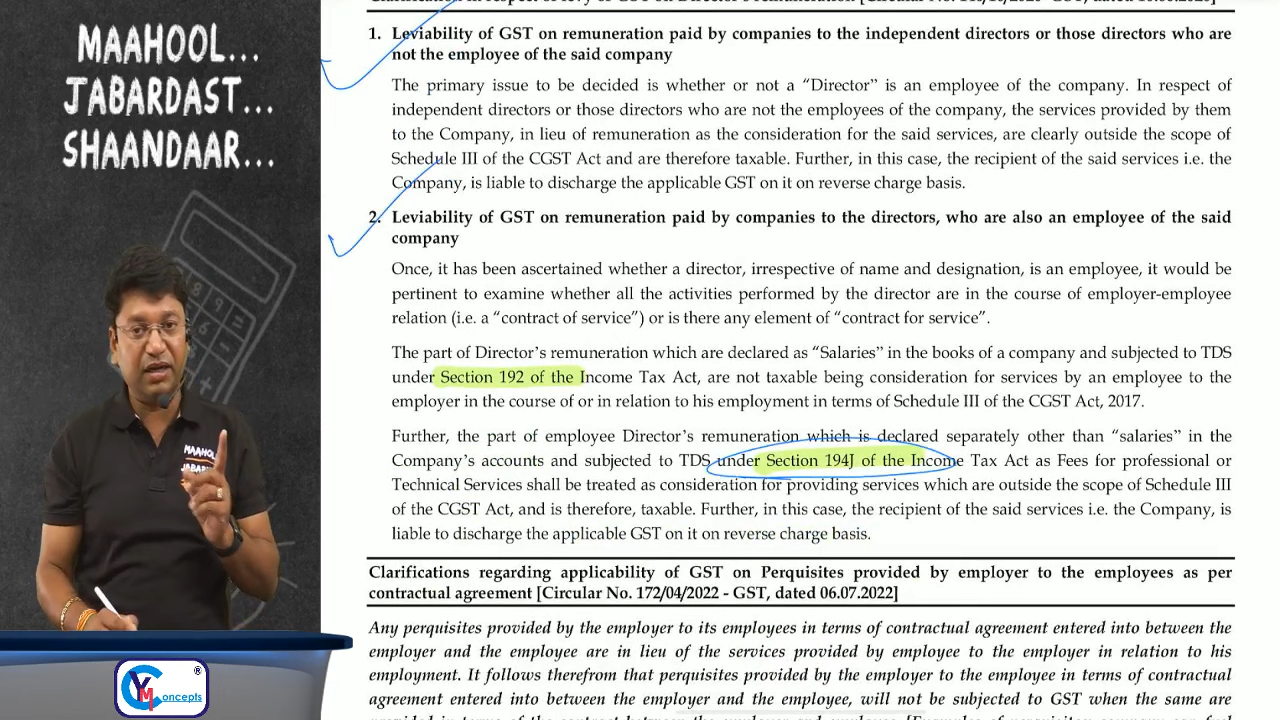 MAAHOOL...
JABARDAST...
SHAANDAAR...
1. Leviability of GST on remuneration paid by companies to the independent directors or those directors who are
not the employee of the said company
The primary issue to be decided is whether or not a “Director” is an employee of the company. In respect of
independent directors or those directors who are not the employees of the company, the services provided by them
to the Company, in lieu of remuneration as the consideration for the said services, are clearly outside the scope of
Schedule III of the CGST Act and are therefore taxable. Further, in this case, the recipient of the said services i.e. the
Company, is liable to discharge the applicable GST on it on reverse charge basis.
2. Leviability of GST on remuneration paid by companies to the directors, who are also an employee of the said
company
Once, it has been ascertained whether a director, irrespective of name and designation, is an employee, it would be
pertinent to examine whether all the activities performed by the director are in the course of employer-employee
relation (i.e. a “contract of service”) or is there any element of “contract for service”.
The part of Director’s remuneration which are declared as “Salaries” in the books of a company and subjected to TDS
under Section 192 of the Income Tax Act, are not taxable being consideration for services by an employee to the
employer in the course of or in relation to his employment in terms of Schedule III of the CGST Act, 2017.
Further, the part of employee Director’s remuneration which is declared separately other than “salaries” in the
Company’s accounts and subjected to TDS under Section 194J of the Income Tax Act as Fees for professional or
Technical Services shall be treated as consideration for providing services which are outside the scope of Schedule III
of the CGST Act, and is therefore, taxable. Further, in this case, the recipient of the said services i.e. the Company, is
liable to discharge the applicable GST on it on reverse charge basis.
Clarifications regarding applicability of GST on Perquisites provided by employer to the employees as per
contractual agreement [Circular No. 172/04/2022 - GST, dated 06.07.2022]
Any perquisites provided by the employer to its employees in terms of contractual agreement entered into between the
employer and the employee are in lieu of the services provided by employee to the employer in relation to his
employment. It follows therefrom that perquisites provided by the employer to the employee in terms of contractual
agreement entered into between the employer and the employee, will not be subjected to GST when the same are
MAAHOOL
YM Concepts ®